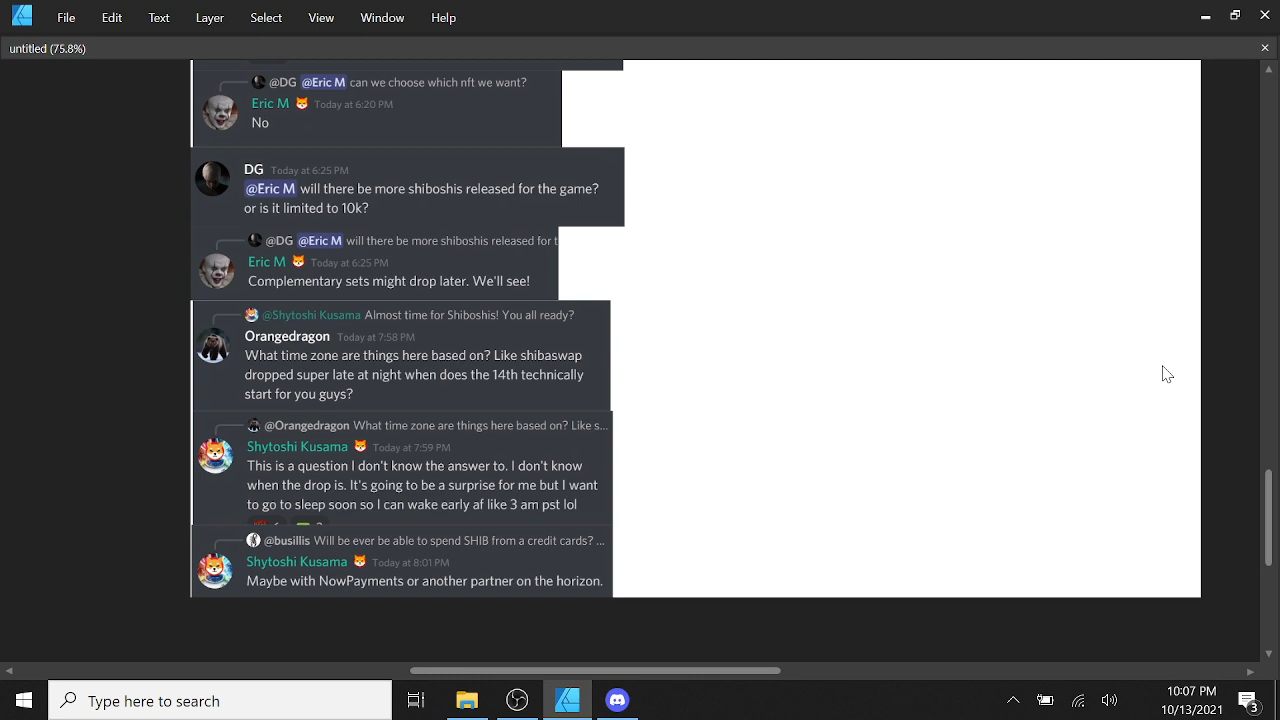 File Edit Text Layer Select View Window Help
untitled (75.8%)
@DG @Eric M can we choose which nft we want?
Eric M Today at 6:20 PM
No
DG Today at 6:25 PM
@Eric M will there be more shiboshis released for the game?
or is it limited to 10k?
@DG @Eric M will there be more shiboshis released for t
Eric M Today at 6:25 PM
Complementary sets might drop later. We'll see!
@Shytoshi Kusama Almost time for Shiboshis! You all ready?
Orangedragon Today at 7:58 PM
What time zone are things here based on? Like shibaswap
dropped super late at night when does the 14th technically
start for you guys?
@Orangedragon What time zone are things here based on? Like s...
Shytoshi Kusama Today at 7:59 PM
This is a question I don't know the answer to. I don't know
when the drop is. It's going to be a surprise for me but I want
to go to sleep soon so I can wake early af like 3 am pst lol
@busillis Will be ever be able to spend SHIB from a credit cards? ...
Shytoshi Kusama Today at 8:01 PM
Maybe with NowPayments or another partner on the horizon.
Type here to search
10:07 PM
10/13/2021
3